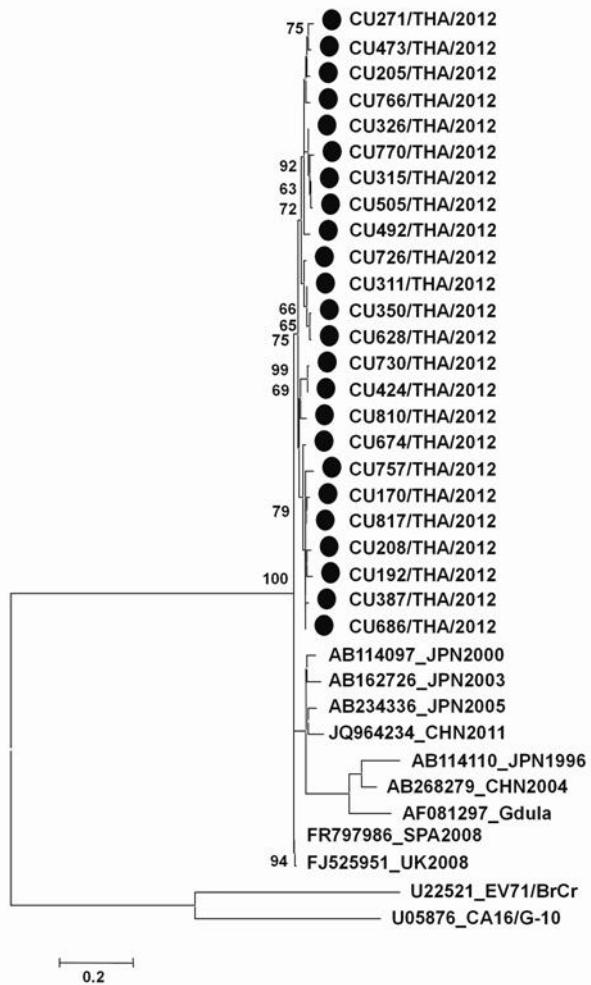 75
CU271/THA/2012
CU473/THA/2012
CU205/THA/2012
CU766/THA/2012
CU326/THA/2012
CU770/THA/2012
92
CU315/THA/2012
63
CU505/THA/2012
72
CU492/THA/2012
CU726/THA/2012
CU311/THA/2012
66
CU350/THA/2012
65
CU628/THA/2012
75
CU730/THA/2012
99
CU424/THA/2012
69
CU810/THA/2012
CU674/THA/2012
CU757/THA/2012
CU170/THA/2012
79
CU817/THA/2012
CU208/THA/2012
CU192/THA/2012
100
CU387/THA/2012
CU686/THA/2012
AB114097_JPN2000
AB162726_JPN2003
AB234336_JPN2005
JQ964234_CHN2011
AB114110_JPN1996
AB268279_CHN2004
AF081297_Gdula
FR797986_SPA2008
94
FJ525951_UK2008
U22521_EV71/BrCr
U05876_CA16/G-10
0.2